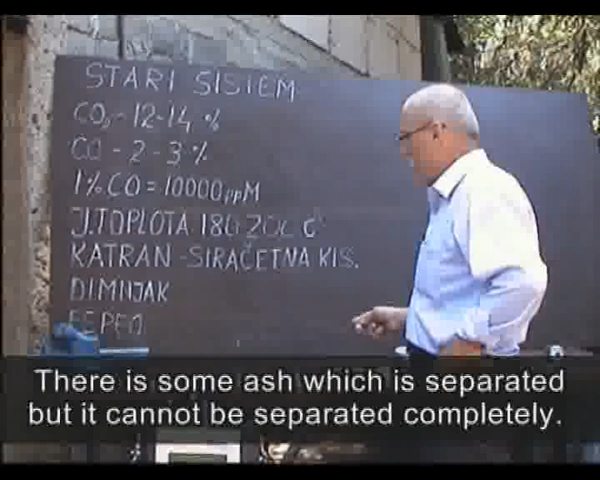 STARI SISTEM
CO₂ - 12-14 %
CO - 2 - 3 %
1% CO = 10000 ppM
I.TOPLOTA 180 200 C°
KATRAN - SIRĆETNA KIS.
DIMNJAK
PEPEO
There is some ash which is separated
but it cannot be separated completely.